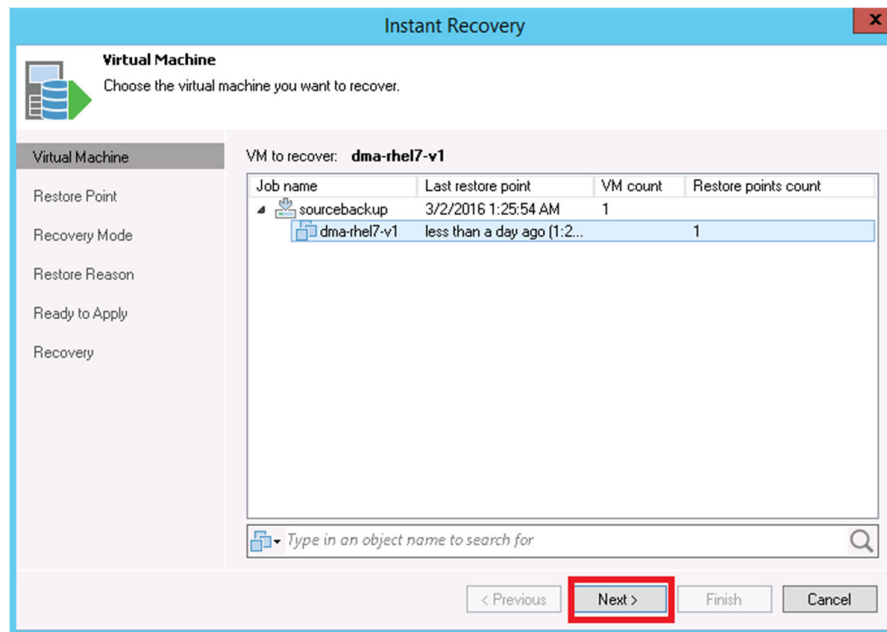 Instant Recovery
x
Virtual Machine
Choose the virtual machine you want to recover.
Virtual Machine
Restore Point
Recovery Mode
Restore Reason
Ready to Apply
Recovery
VM to recover: dma-rhel7-v1
Job name Last restore point VM count Restore points count
sourcebackup 3/2/2016 1:25:54 AM 1
dma-rhel7-v1 less than a day ago (1:2... 1
Type in an object name to search for
< Previous Next > Finish Cancel